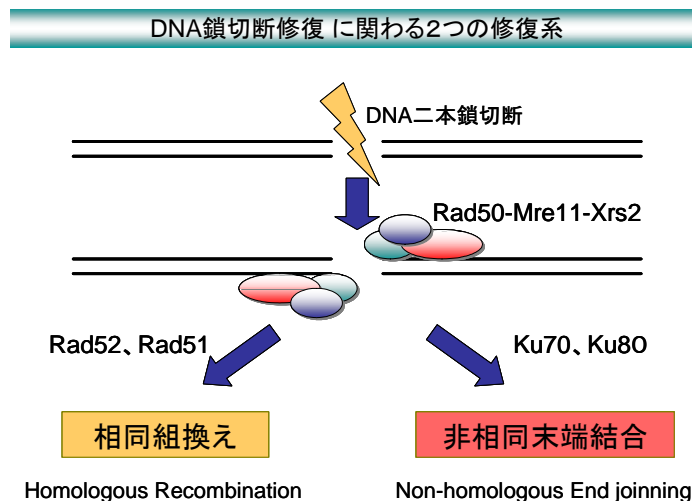 DNA鎖切断修復 に関わる2つの修復系
DNA二本鎖切断
Rad50-Mre11-Xrs2
Rad52、Rad51
Ku70、Ku80
相同組換え
非相同末端結合
Homologous Recombination
Non-homologous End joinning